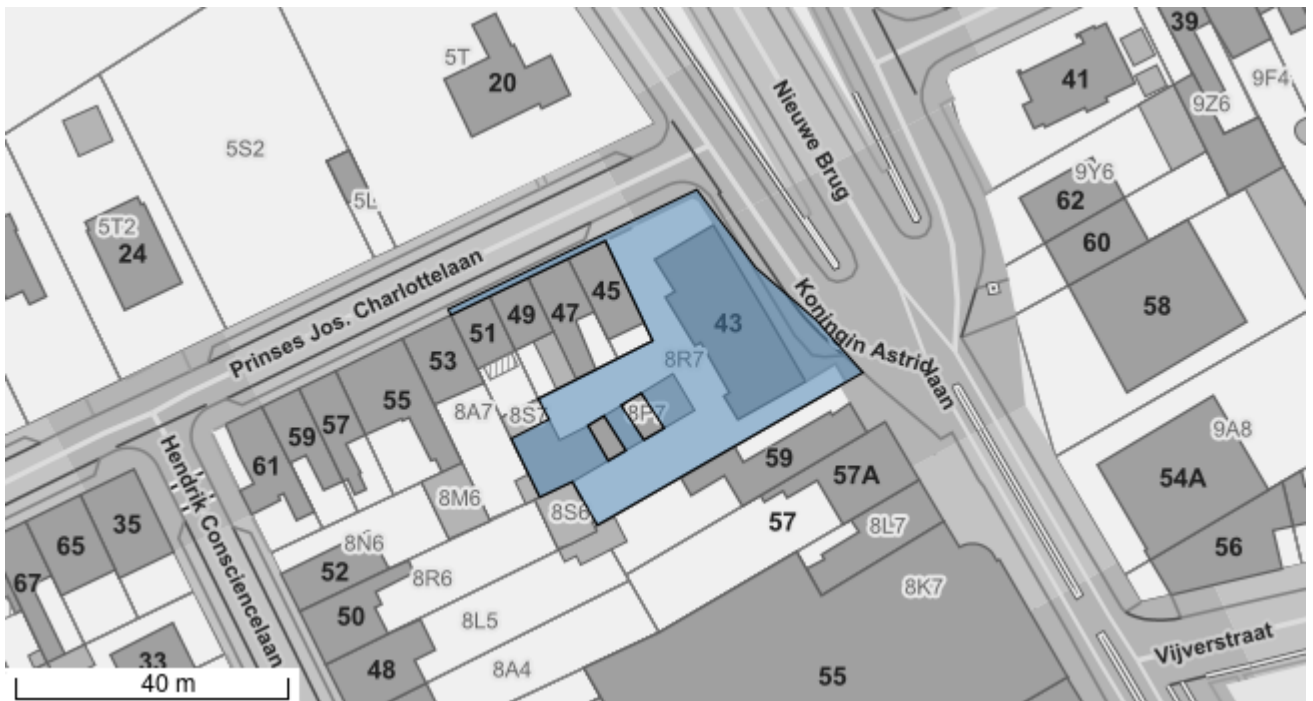 39
5T
20
41
9F4
9Z6
Nieuwe Brug
5S2
9Y6
62
5L
5T2
24
60
Prinses Jos. Charlottelaan
45
49
47
51
43
58
Koningin Astridlaan
53
8R7
55
8A7
8S7
8P7
57
59
61
59
57A
9A8
54A
8M6
8S6
57
8L7
35
65
Hendrik Consciencelaan
8N6
52
8R6
56
67
50
8K7
8L5
48
33
8A4
55
Vijverstraat
40 m